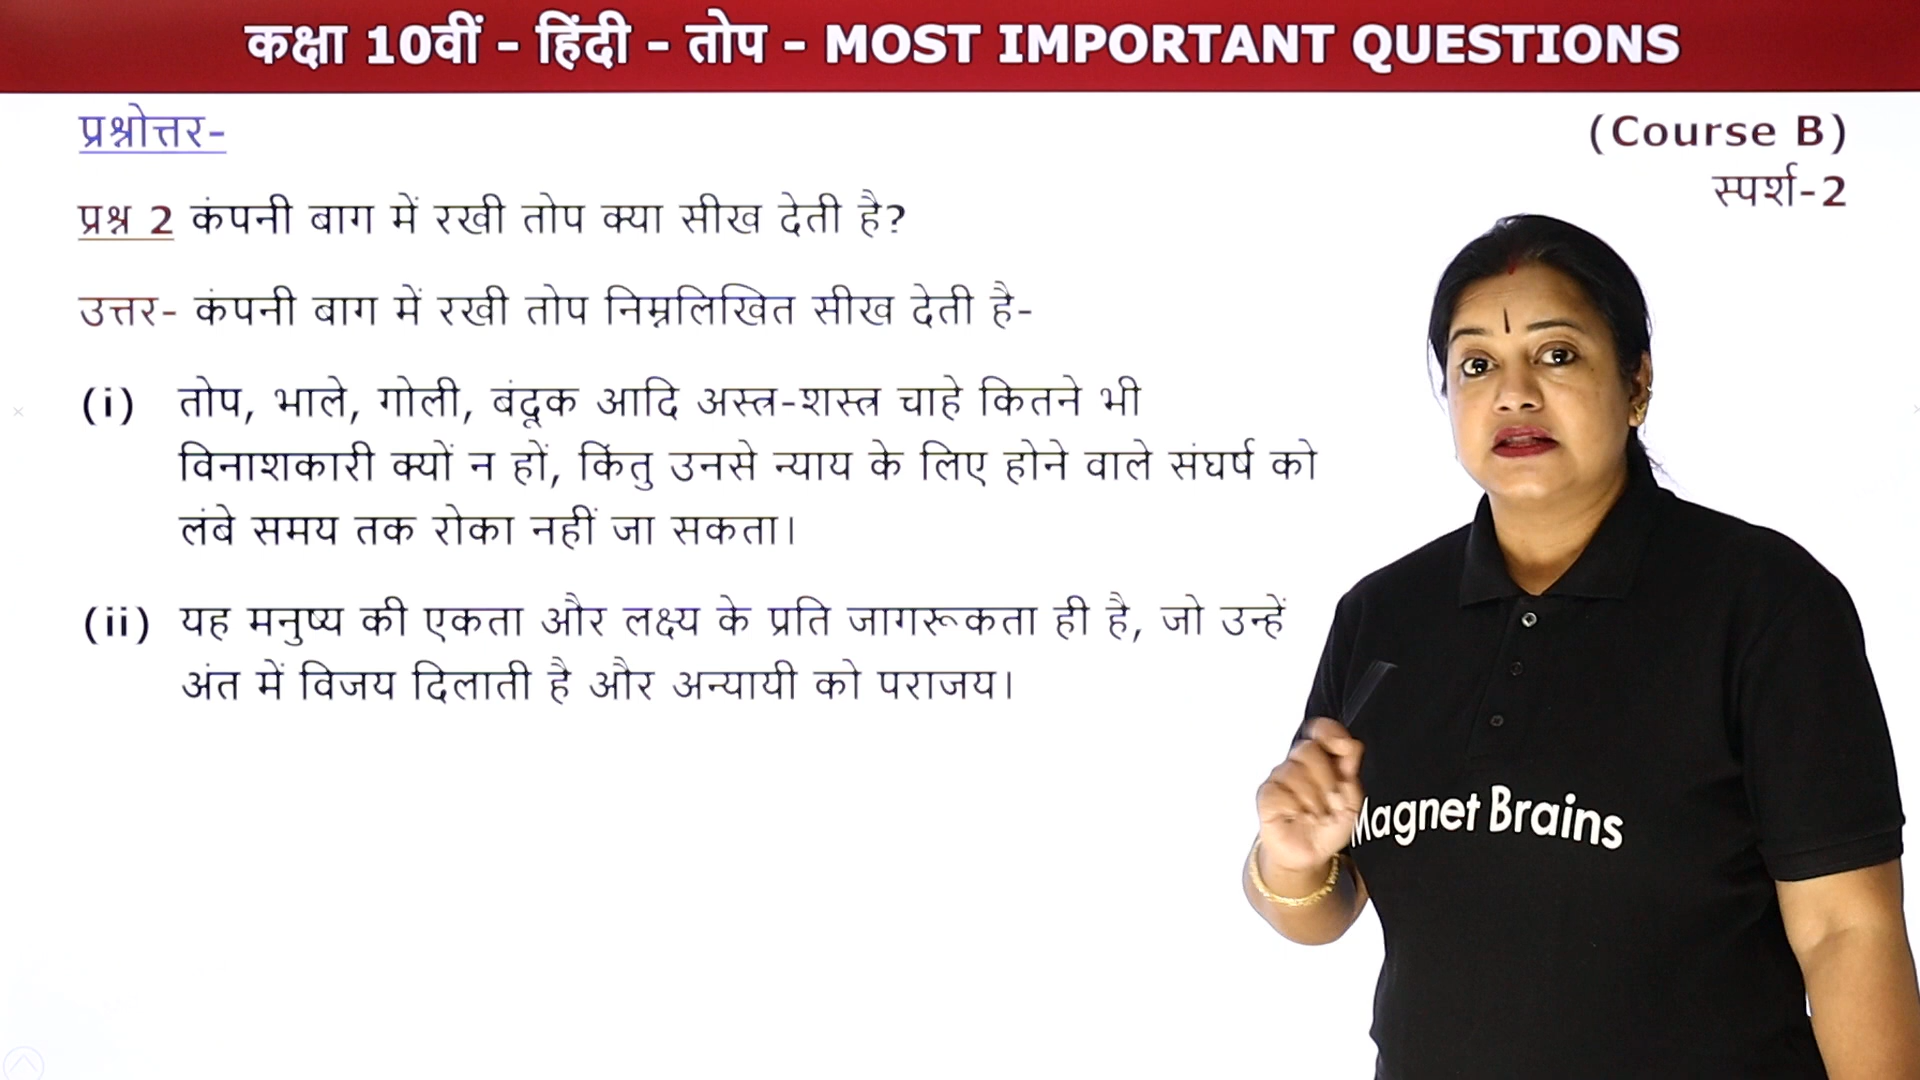 कक्षा 10वीं - हिंदी - तोप - MOST IMPORTANT QUESTIONS
प्रश्नोत्तर-
(Course B)
स्पर्श-2
प्रश्न 2 कंपनी बाग में रखी तोप क्या सीख देती है?
उत्तर- कंपनी बाग में रखी तोप निम्नलिखित सीख देती है-
(i) तोप, भाले, गोली, बंदूक आदि अस्त्र-शस्त्र चाहे कितने भी
विनाशकारी क्यों न हों, किंतु उनसे न्याय के लिए होने वाले संघर्ष को
लंबे समय तक रोका नहीं जा सकता।
(ii) यह मनुष्य की एकता और लक्ष्य के प्रति जागरूकता ही है, जो उन्हें
अंत में विजय दिलाती है और अन्यायी को पराजय।
Magnet Brains